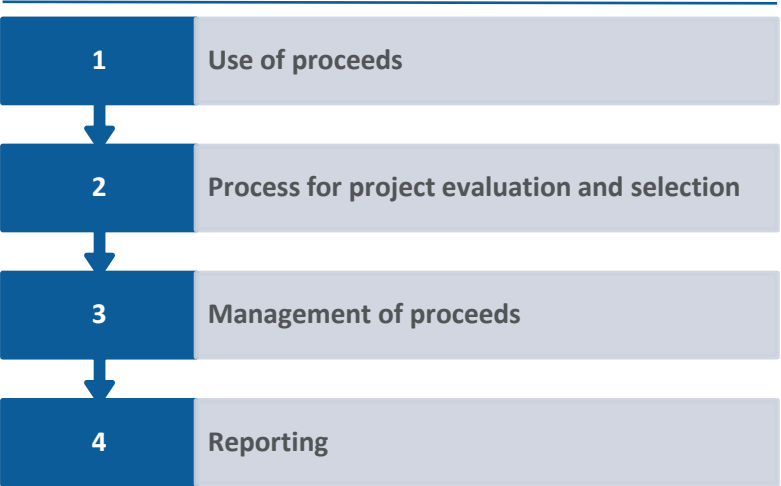 1 Use of proceeds
2 Process for project evaluation and selection
3 Management of proceeds
4 Reporting